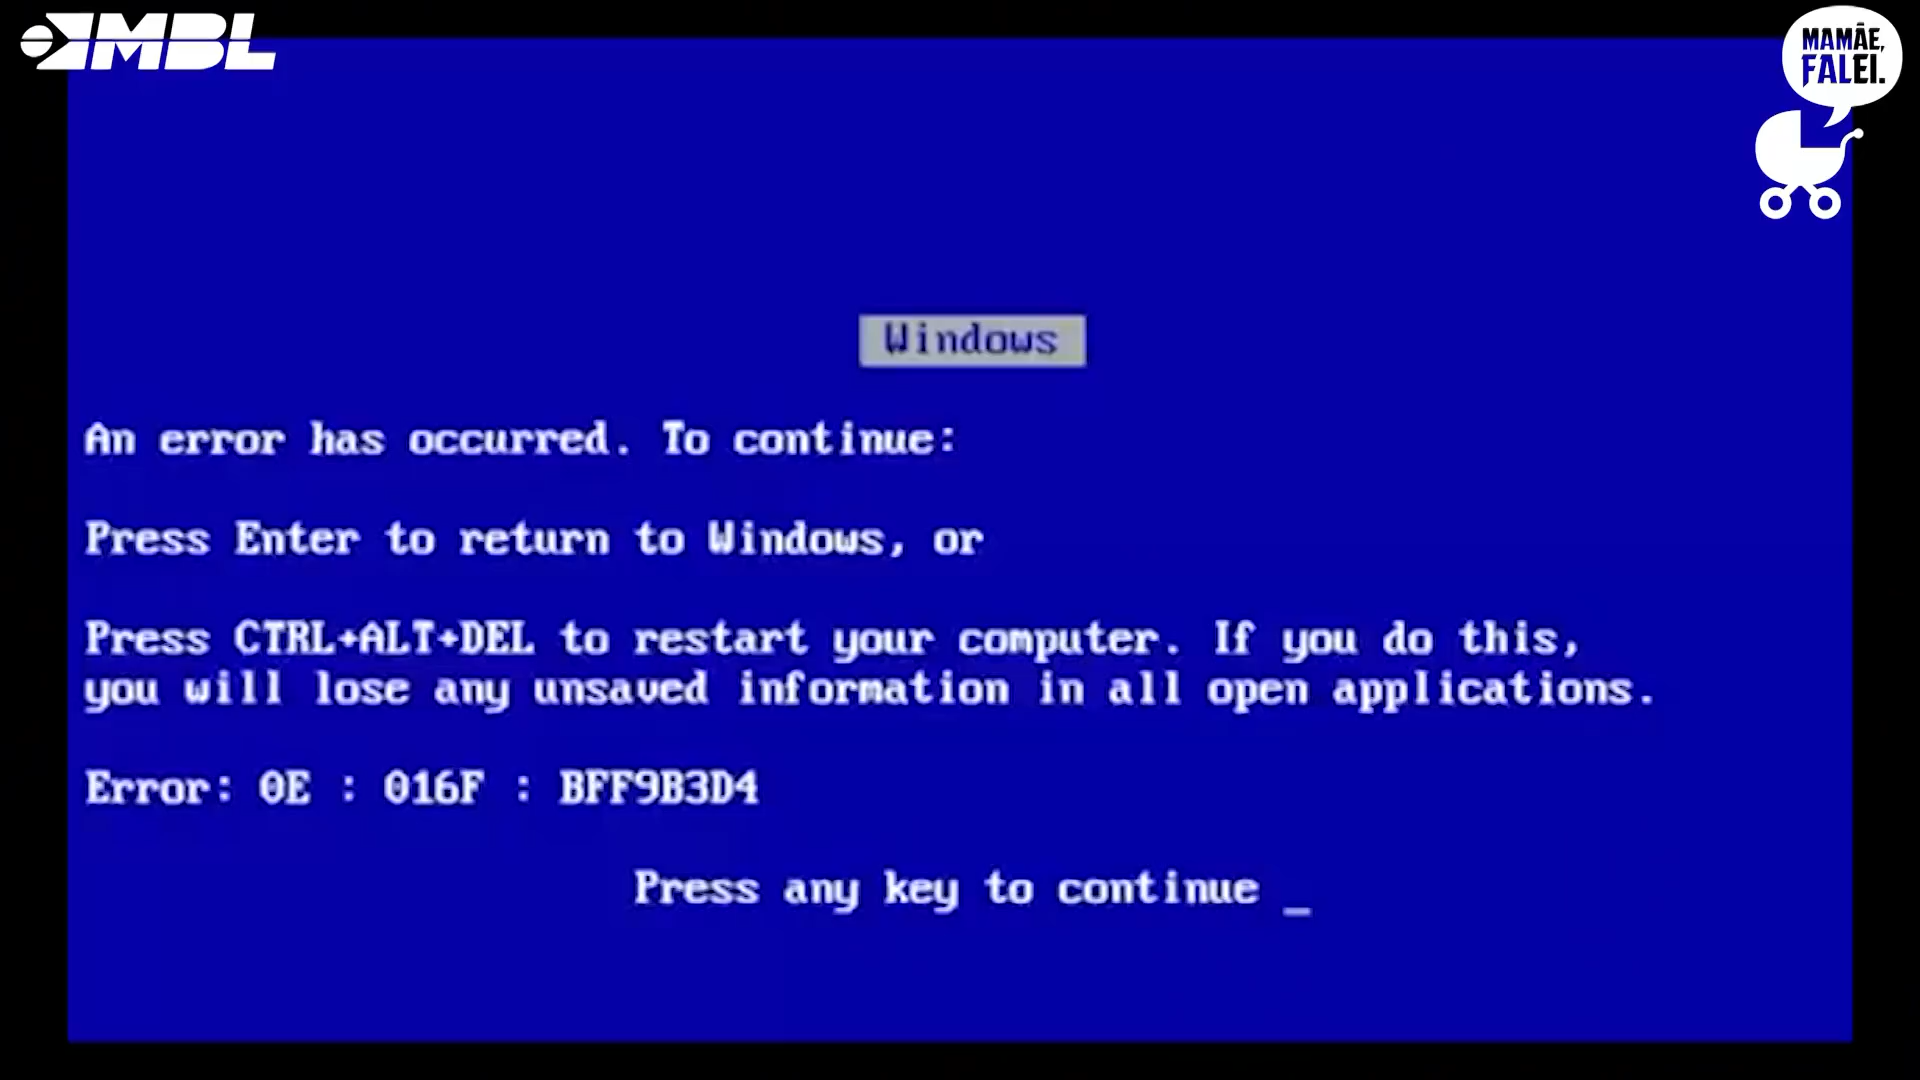 MBL
MAMÃE,
FALEI.
Windows
An error has occurred. To continue:
Press Enter to return to Windows, or
Press CTRL+ALT+DEL to restart your computer. If you do this,
you will lose any unsaved information in all open applications.
Error: 0E : 016F : BFF9B3D4
Press any key to continue _